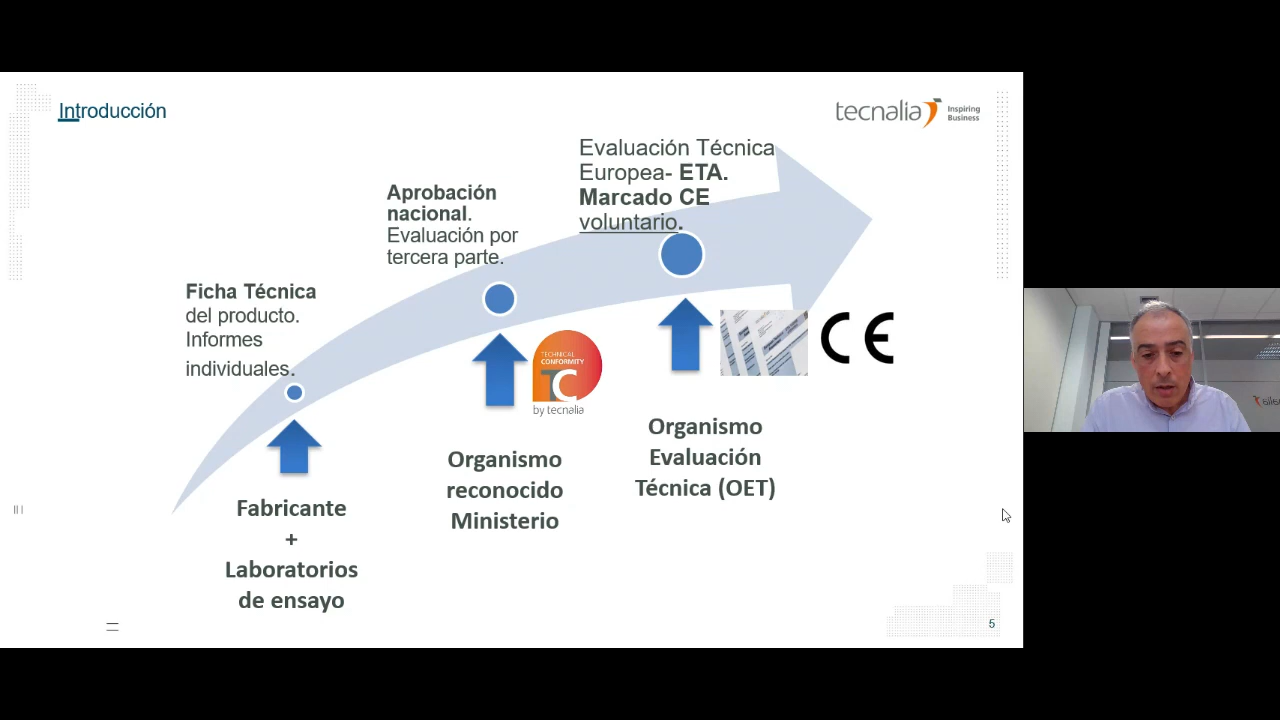 Introducción
tecnalia
Inspiring
Business
Evaluación Técnica
Europea- ETA.
Marcado CE
voluntario.
Aprobación
nacional.
Evaluación por
tercera parte.
Ficha Técnica
del producto.
Informes
individuales.
TECHNICAL
CONFORMITY
TC
by tecnalia
CE
Organismo
Evaluación
Técnica (OET)
Organismo
reconocido
Ministerio
Fabricante
+
Laboratorios
de ensayo
5